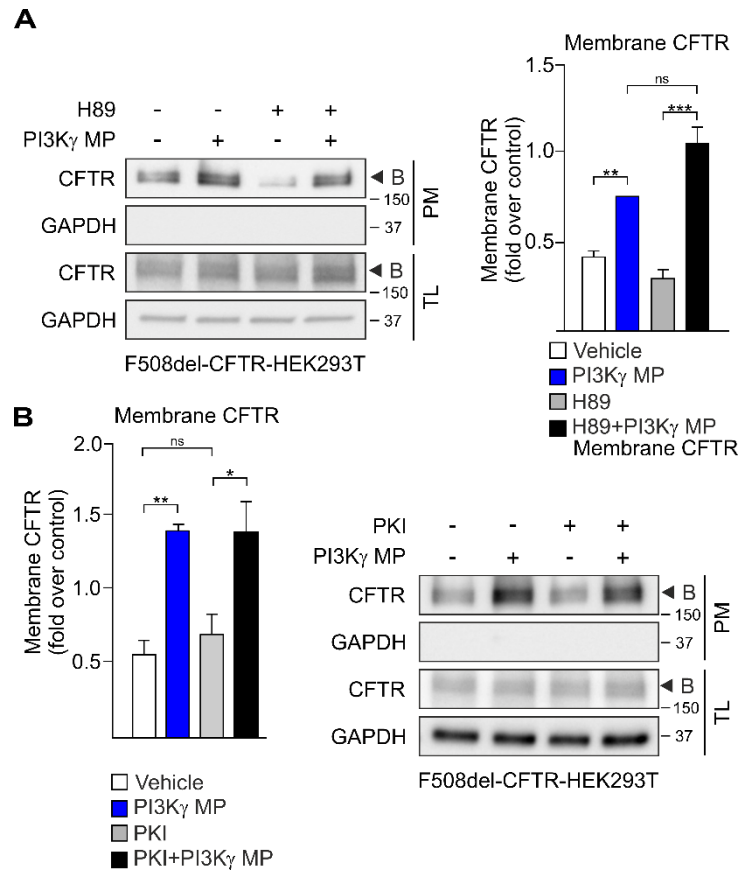 A
H89 - - + +
PI3Kγ MP - + - +
CFTR ◄ B
150
GAPDH
37
PM
CFTR ◄ B
150
GAPDH
37
TL
F508del-CFTR-HEK293T
Membrane CFTR
Membrane CFTR
(fold over control)
1.5
1.0
0.5
ns
***
**
Vehicle
PI3Kγ MP
H89
H89+PI3Kγ MP
Membrane CFTR
B
Membrane CFTR
Membrane CFTR
(fold over control)
2.0
1.5
1.0
0.5
ns
*
**
Vehicle
PI3Kγ MP
PKI
PKI+PI3Kγ MP
PKI - - + +
PI3Kγ MP - + - +
CFTR ◄ B
150
GAPDH
37
PM
CFTR ◄ B
150
GAPDH
37
TL
F508del-CFTR-HEK293T